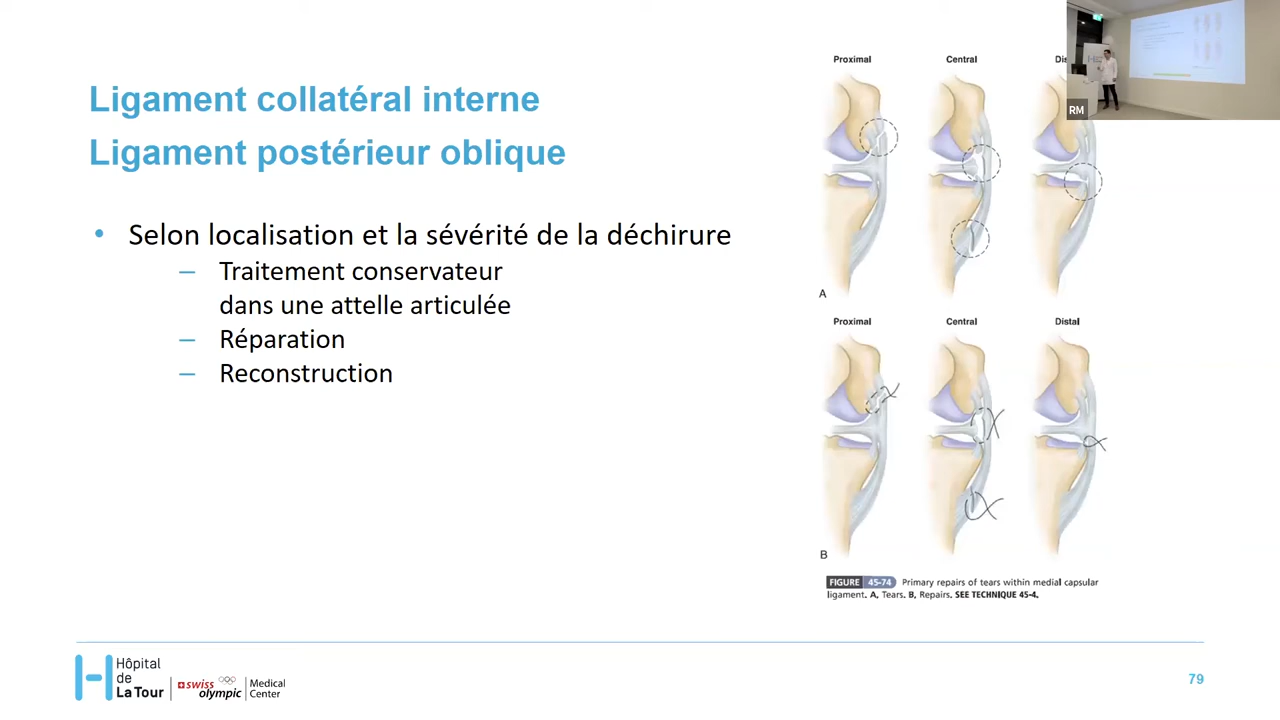 Ligament collatéral interne
Ligament postérieur oblique
• Selon localisation et la sévérité de la déchirure
– Traitement conservateur
dans une attelle articulée
– Réparation
– Reconstruction
Proximal Central Dis
A
Proximal Central Distal
B
FIGURE 45-74 Primary repairs of tears within medial capsular
ligament. A, Tears. B, Repairs. SEE TECHNIQUE 45-4.
RM
Hôpital
de
La Tour
swiss
olympic
Medical
Center
79